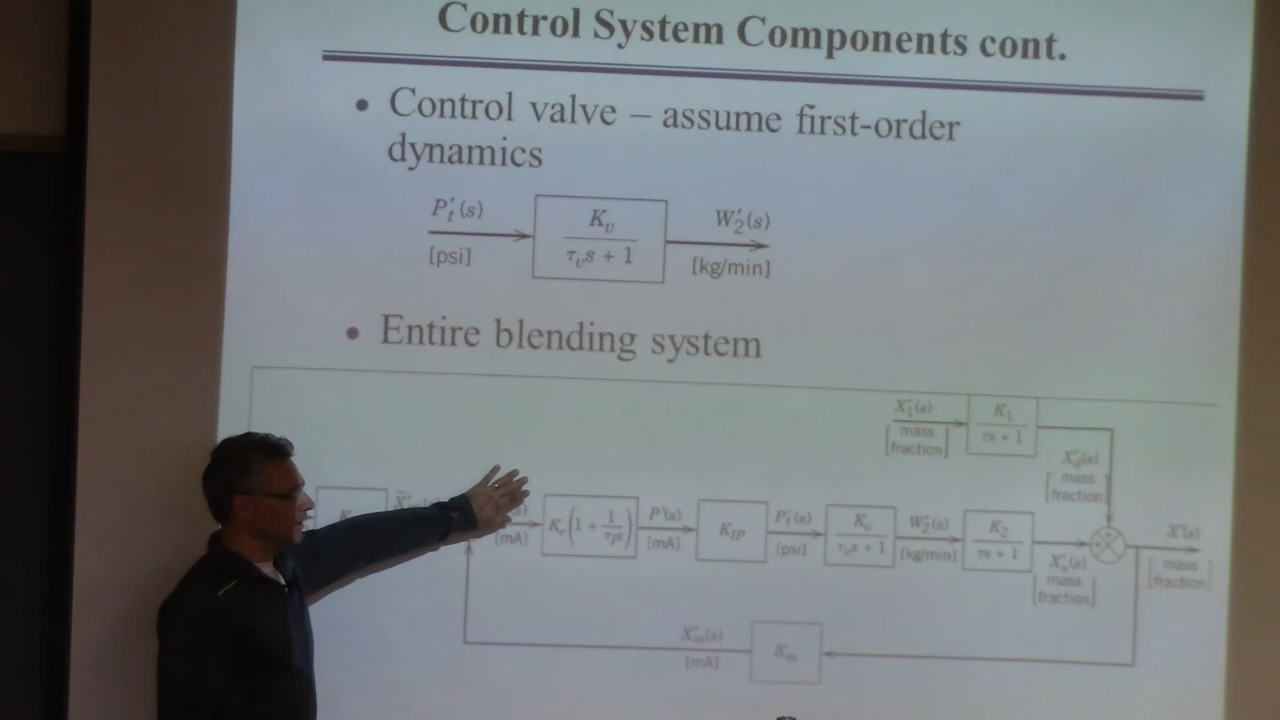 Control System Components cont.
• Control valve – assume first-order
dynamics
P't(s)
[psi]
Kv
τvs + 1
W'2(s)
[kg/min]
• Entire blending system
X'1(s)
[mass
fraction]
K1
τs + 1
X'd(s)
[mass
fraction]
[mA]
Kc(1 + 1/τIs)
P'(s)
[mA]
KIP
P't(s)
[psi]
Kv
τvs + 1
W'2(s)
[kg/min]
K2
τs + 1
X'u(s)
[mass
fraction]
+
+
X'(s)
[mass
fraction]
X'm(s)
[mA]
Km